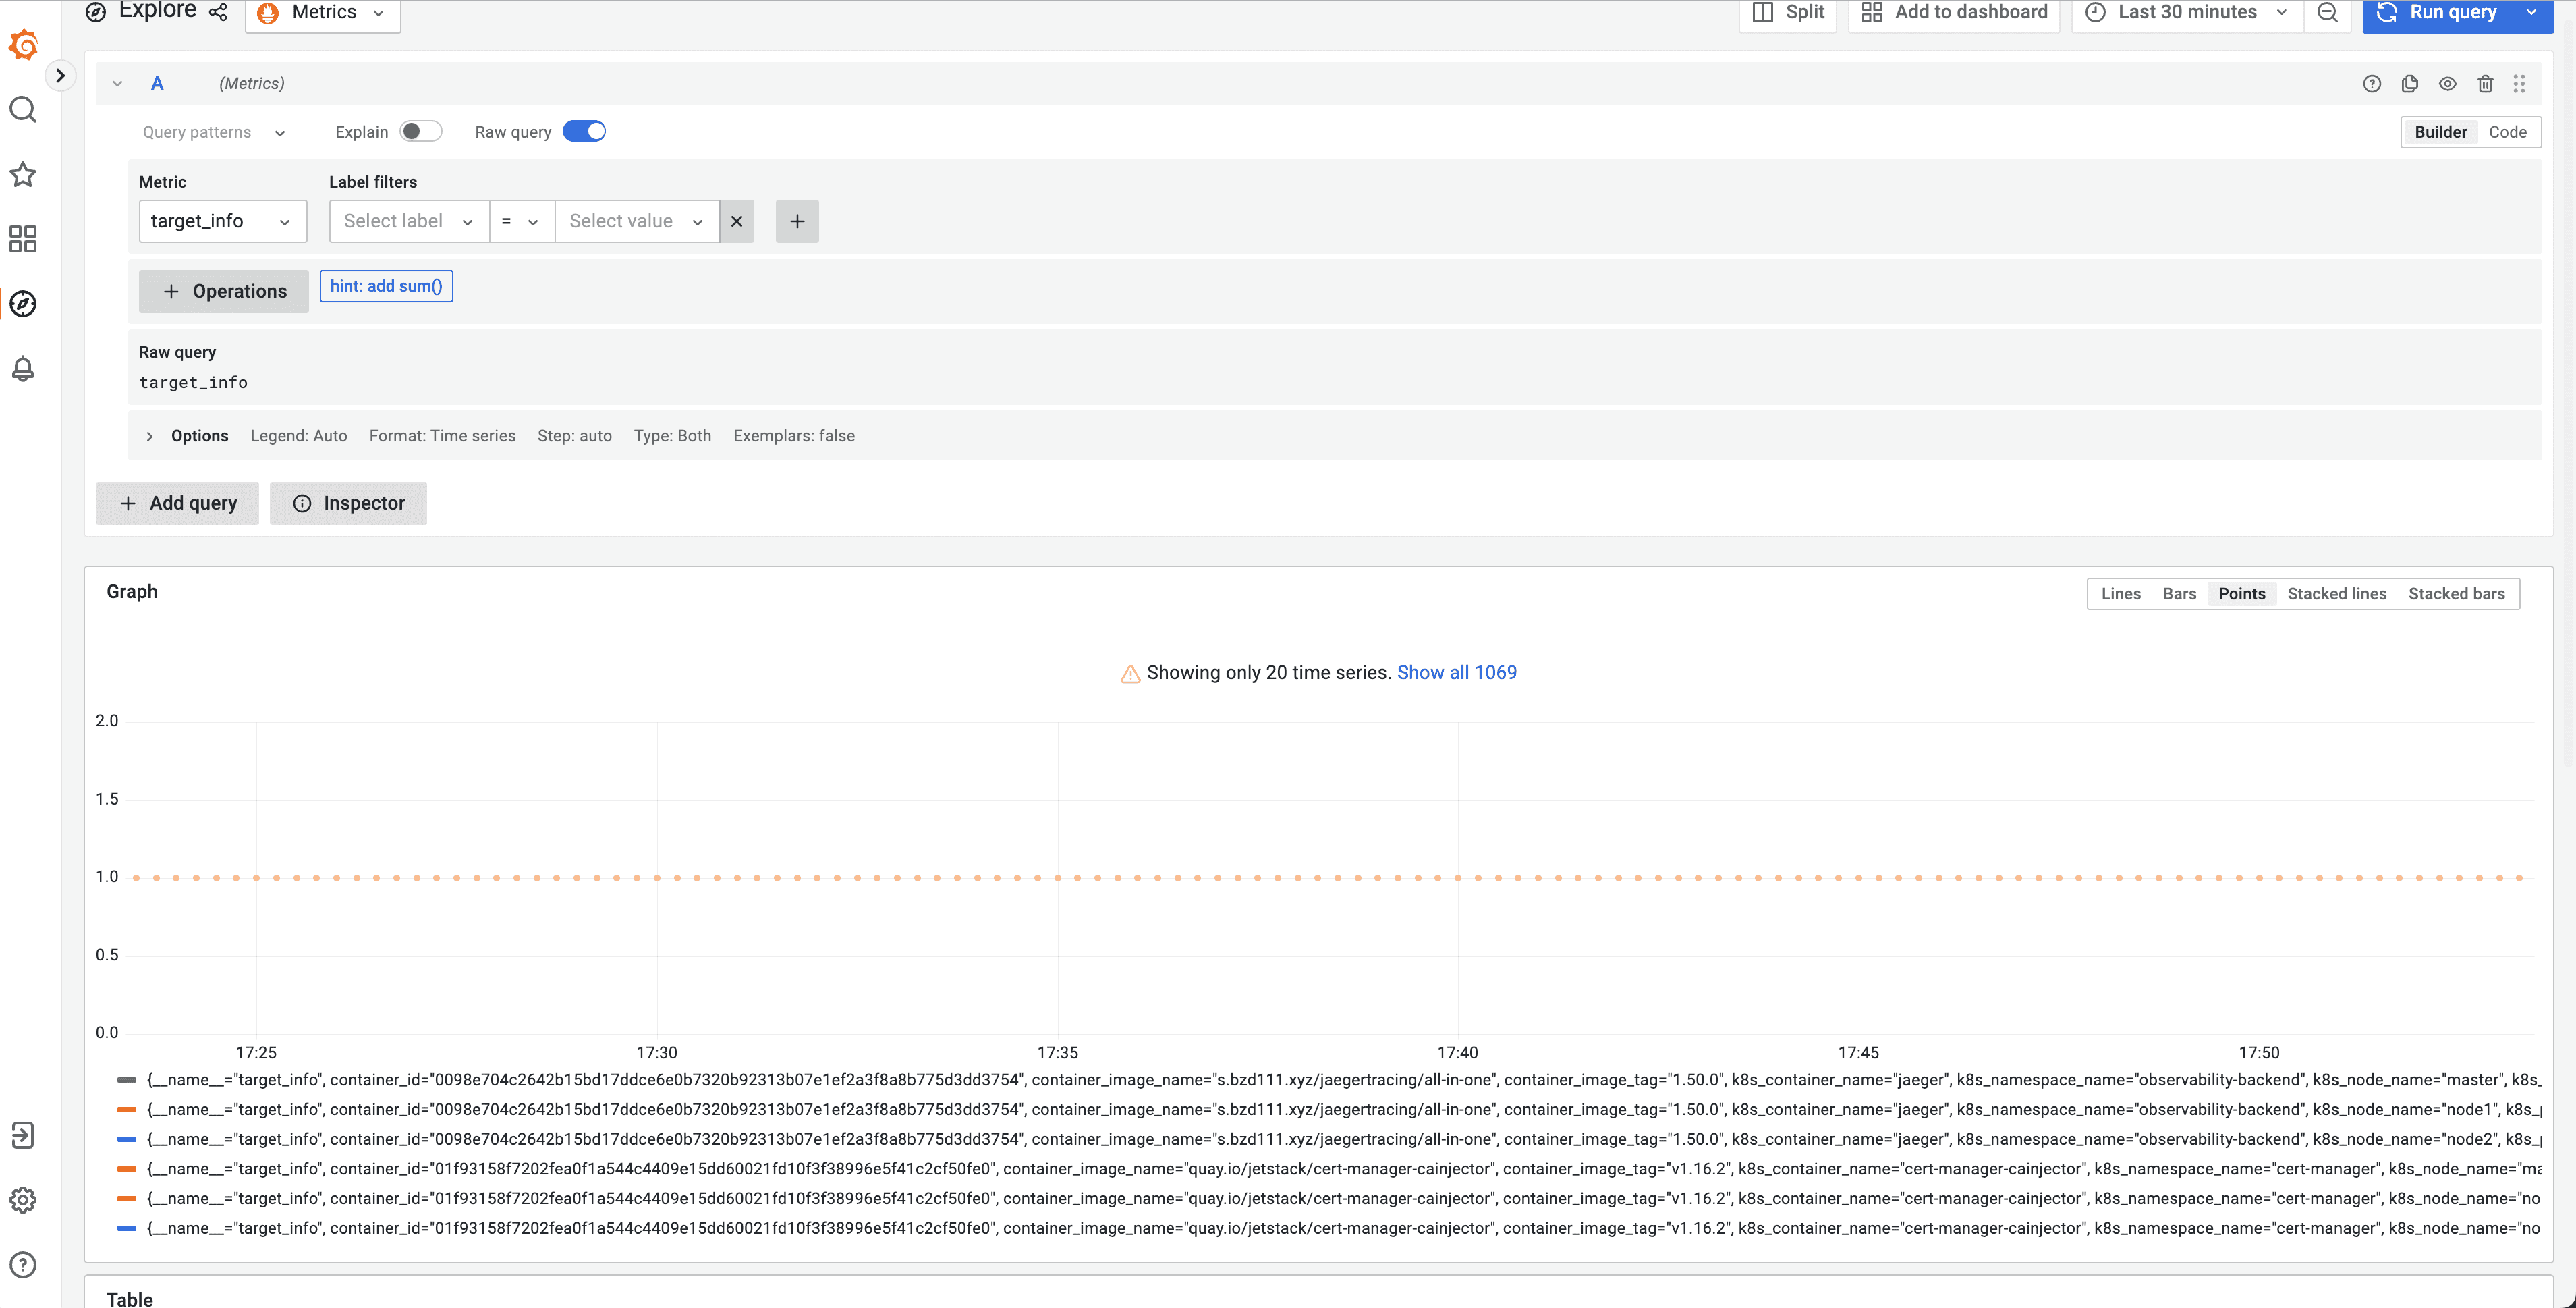 Explore Metrics Split Add to dashboard Last 30 minutes Run query
A (Metrics)
Query patterns Explain Raw query Builder Code
Metric Label filters
target_info Select label = Select value
Operations hint: add sum()
Raw query
target_info
Options Legend: Auto Format: Time series Step: auto Type: Both Exemplars: false
Add query Inspector
Graph Lines Bars Points Stacked lines Stacked bars
Showing only 20 time series. Show all 1069
2.0
1.5
1.0
0.5
0.0
17:25 17:30 17:35 17:40 17:45 17:50
{__name__="target_info", container_id="0098e704c2642b15bd17ddce6e0b7320b92313b07e1ef2a3f8a8b775d3dd3754", container_image_name="s.bzd111.xyz/jaegertracing/all-in-one", container_image_tag="1.50.0", k8s_container_name="jaeger", k8s_namespace_name="observability-backend", k8s_node_name="master", k8s_
{__name__="target_info", container_id="0098e704c2642b15bd17ddce6e0b7320b92313b07e1ef2a3f8a8b775d3dd3754", container_image_name="s.bzd111.xyz/jaegertracing/all-in-one", container_image_tag="1.50.0", k8s_container_name="jaeger", k8s_namespace_name="observability-backend", k8s_node_name="node1", k8s_p
{__name__="target_info", container_id="0098e704c2642b15bd17ddce6e0b7320b92313b07e1ef2a3f8a8b775d3dd3754", container_image_name="s.bzd111.xyz/jaegertracing/all-in-one", container_image_tag="1.50.0", k8s_container_name="jaeger", k8s_namespace_name="observability-backend", k8s_node_name="node2", k8s_p
{__name__="target_info", container_id="01f93158f7202fea0f1a544c4409e15dd60021fd10f3f38996e5f41c2cf50fe0", container_image_name="quay.io/jetstack/cert-manager-cainjector", container_image_tag="v1.16.2", k8s_container_name="cert-manager-cainjector", k8s_namespace_name="cert-manager", k8s_node_name="ma
{__name__="target_info", container_id="01f93158f7202fea0f1a544c4409e15dd60021fd10f3f38996e5f41c2cf50fe0", container_image_name="quay.io/jetstack/cert-manager-cainjector", container_image_tag="v1.16.2", k8s_container_name="cert-manager-cainjector", k8s_namespace_name="cert-manager", k8s_node_name="no
{__name__="target_info", container_id="01f93158f7202fea0f1a544c4409e15dd60021fd10f3f38996e5f41c2cf50fe0", container_image_name="quay.io/jetstack/cert-manager-cainjector", container_image_tag="v1.16.2", k8s_container_name="cert-manager-cainjector", k8s_namespace_name="cert-manager", k8s_node_name="no
Table